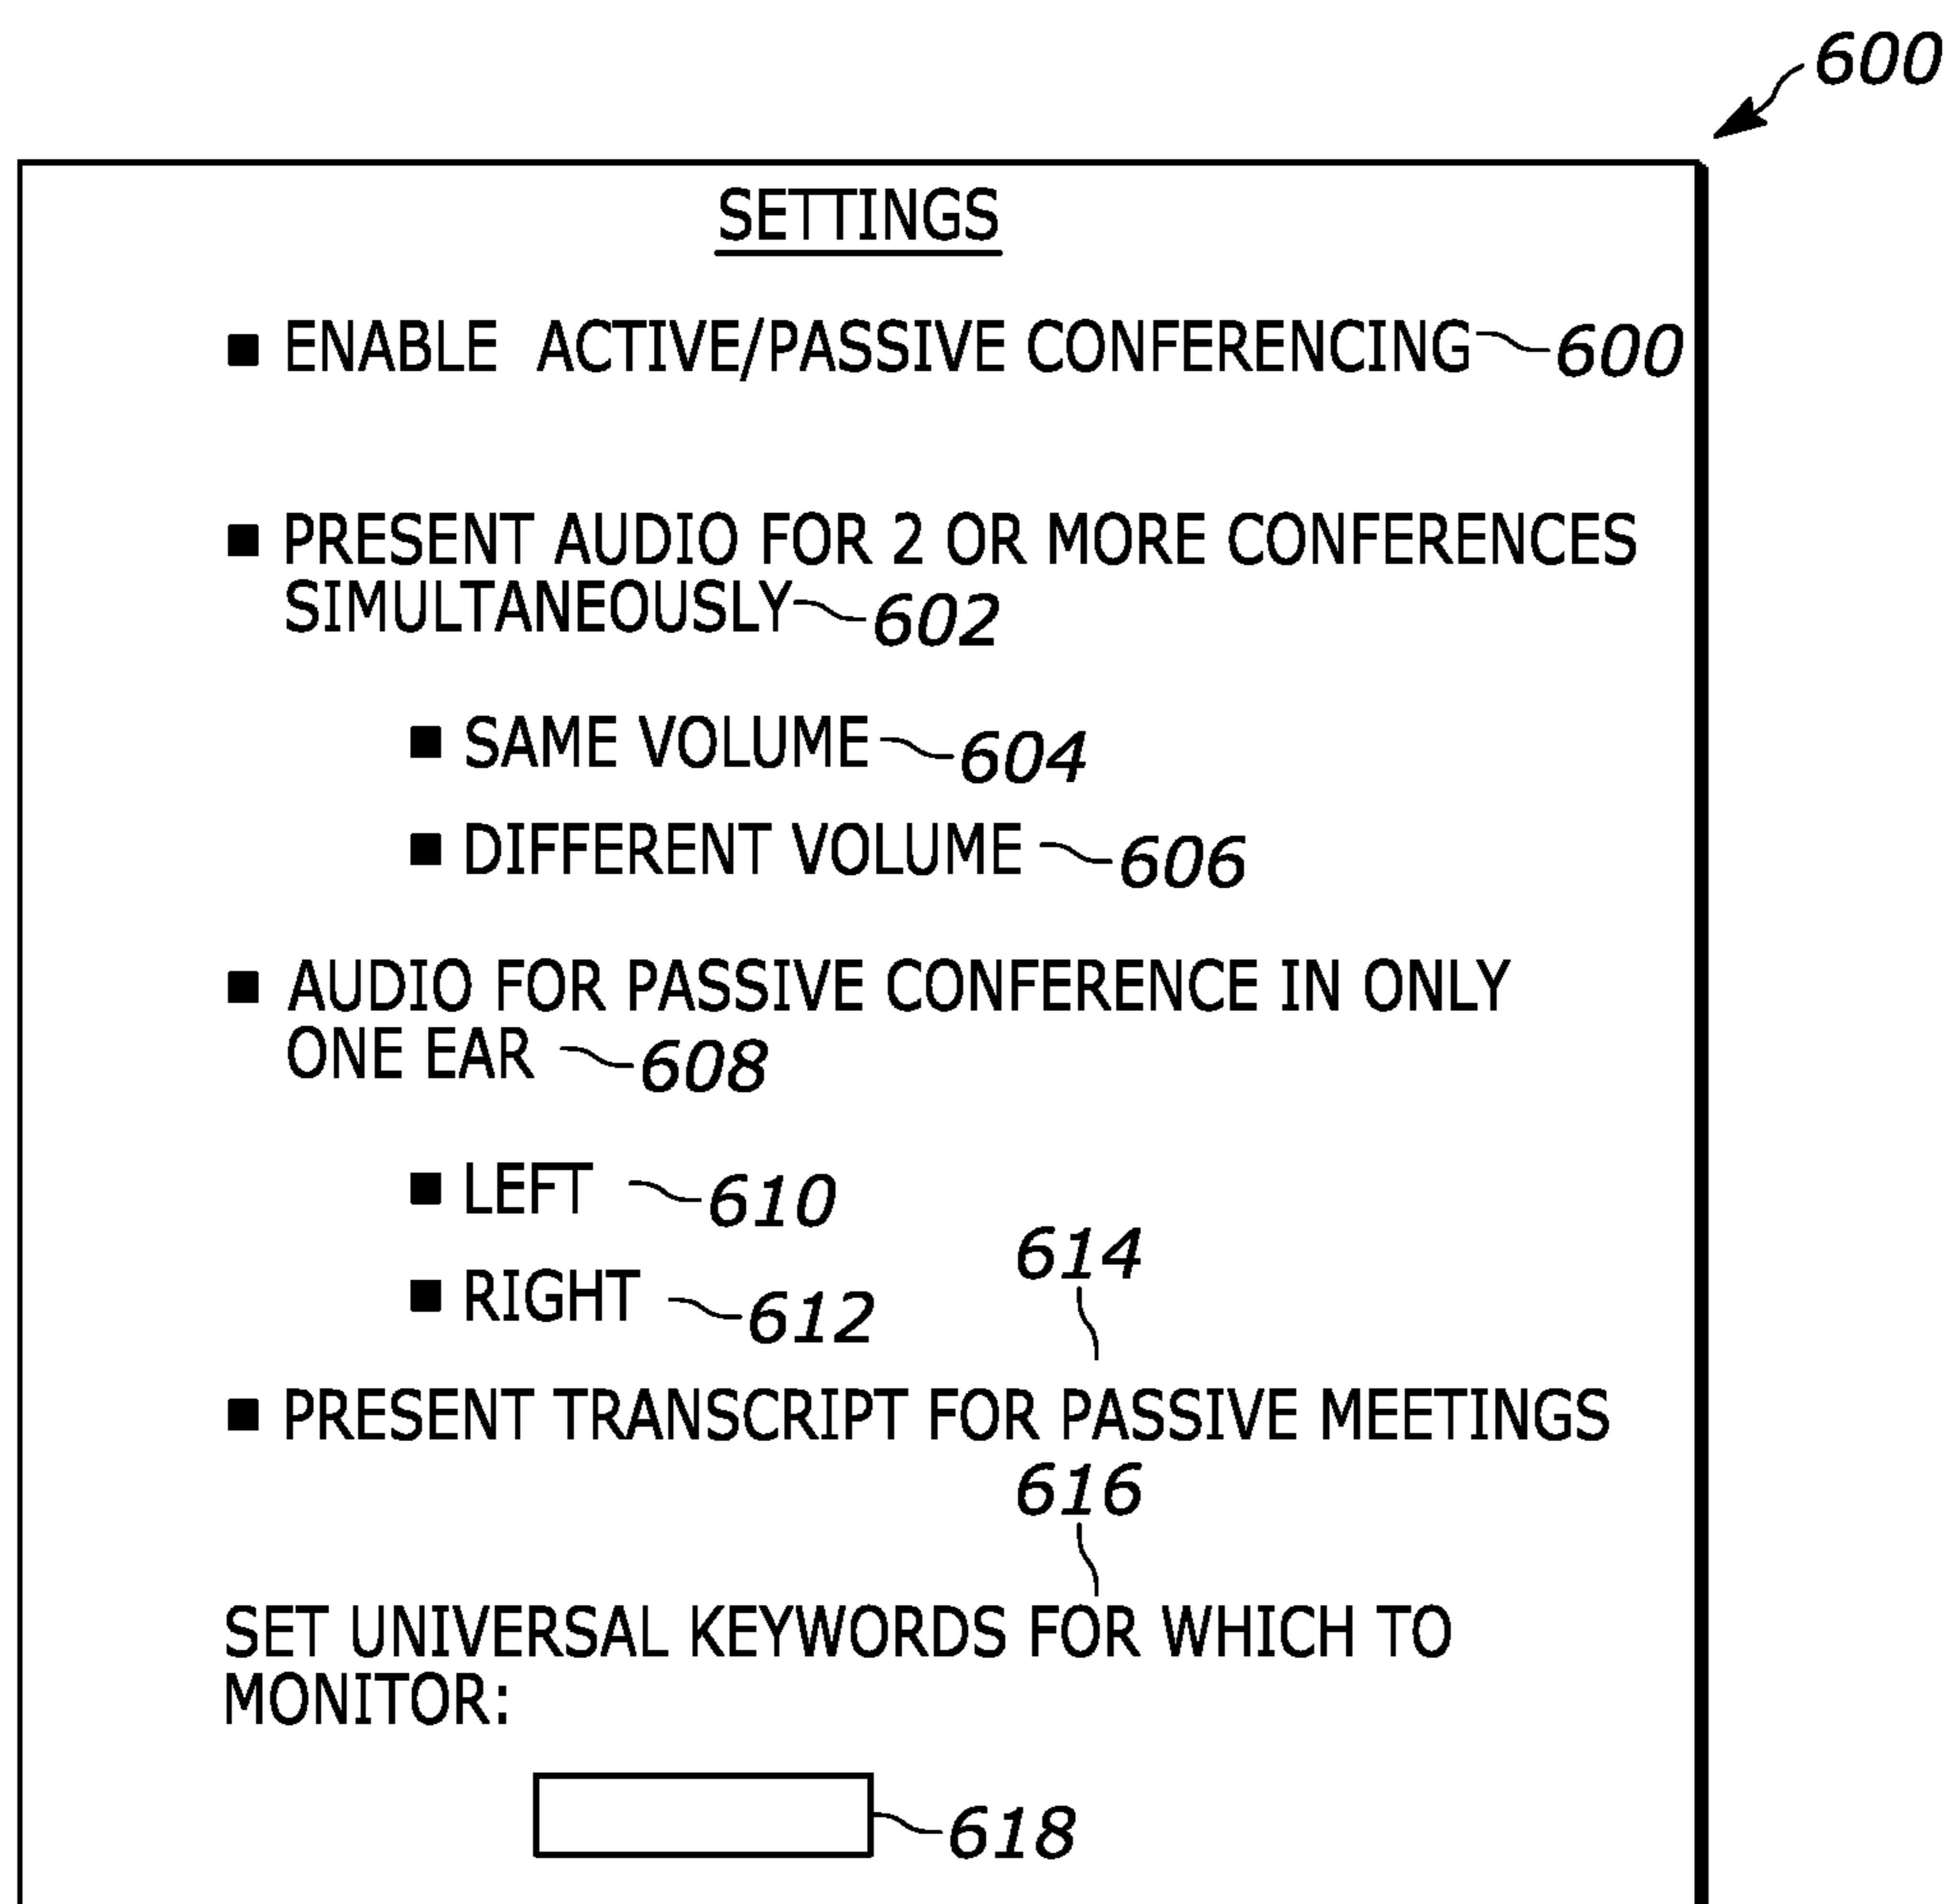 600
SETTINGS
■ ENABLE ACTIVE/PASSIVE CONFERENCING 600
■ PRESENT AUDIO FOR 2 OR MORE CONFERENCES
SIMULTANEOUSLY 602
■ SAME VOLUME 604
■ DIFFERENT VOLUME 606
■ AUDIO FOR PASSIVE CONFERENCE IN ONLY
ONE EAR 608
■ LEFT 610
614
■ RIGHT 612
■ PRESENT TRANSCRIPT FOR PASSIVE MEETINGS
616
SET UNIVERSAL KEYWORDS FOR WHICH TO
MONITOR:
618